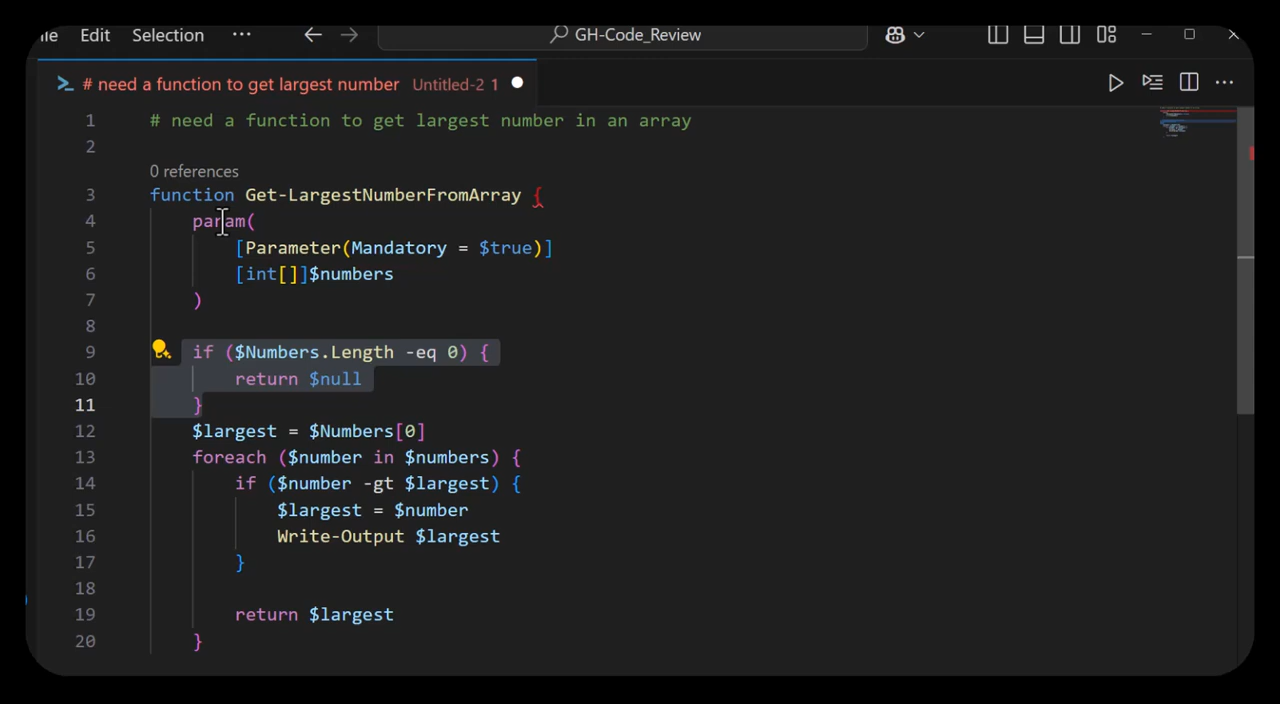 Edit Selection ··· GH-Code_Review
# need a function to get largest number Untitled-2 1
1 # need a function to get largest number in an array
2
0 references
3 function Get-LargestNumberFromArray {
4 param(
5 [Parameter(Mandatory = $true)]
6 [int[]]$numbers
7 )
8
9 if ($Numbers.Length -eq 0) {
10 return $null
11 }
12 $largest = $Numbers[0]
13 foreach ($number in $numbers) {
14 if ($number -gt $largest) {
15 $largest = $number
16 Write-Output $largest
17 }
18
19 return $largest
20 }